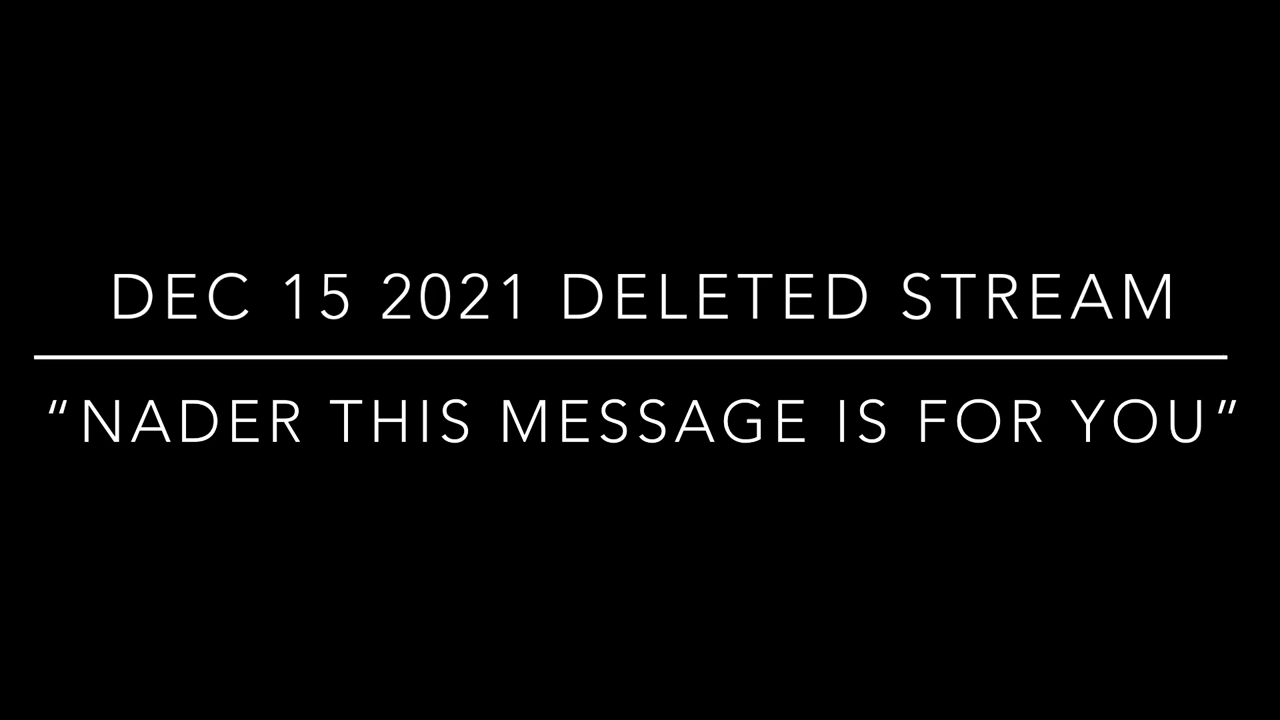 DEC 15 2021 DELETED STREAM
“NADER THIS MESSAGE IS FOR YOU”